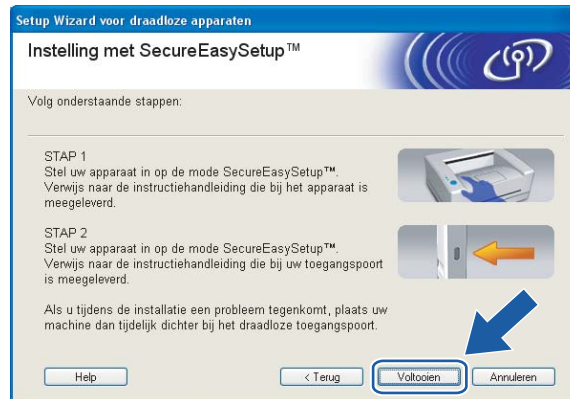 Setup Wizard voor draadloze apparaten
Instelling met SecureEasySetup™
Volg onderstaande stappen:
STAP 1
Stel uw apparaat in op de mode SecureEasySetup™.
Verwijs naar de instructiehandleiding die bij het apparaat is
meegeleverd.
STAP 2
Stel uw apparaat in op de mode SecureEasySetup™.
Verwijs naar de instructiehandleiding die bij uw toegangspoort
is meegeleverd.
Als u tijdens de installatie een probleem tegenkomt, plaats uw
machine dan tijdelijk dichter bij het draadloze toegangspoort.
Help
< Terug
Voltooien
Annuleren